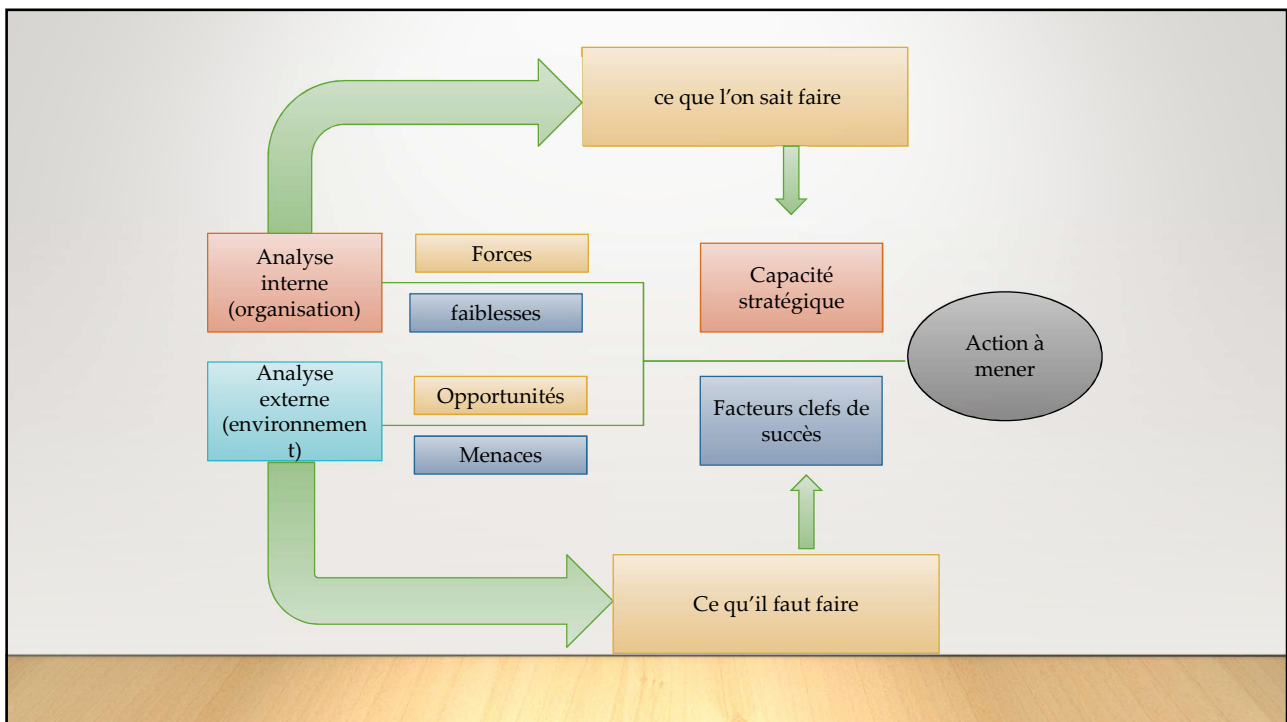 ce que l’on sait faire
Analyse
interne
(organisation)
Forces
faiblesses
Capacité
stratégique
Action à
mener
Analyse
externe
(environnemen
t)
Opportunités
Menaces
Facteurs clefs de
succès
Ce qu’il faut faire